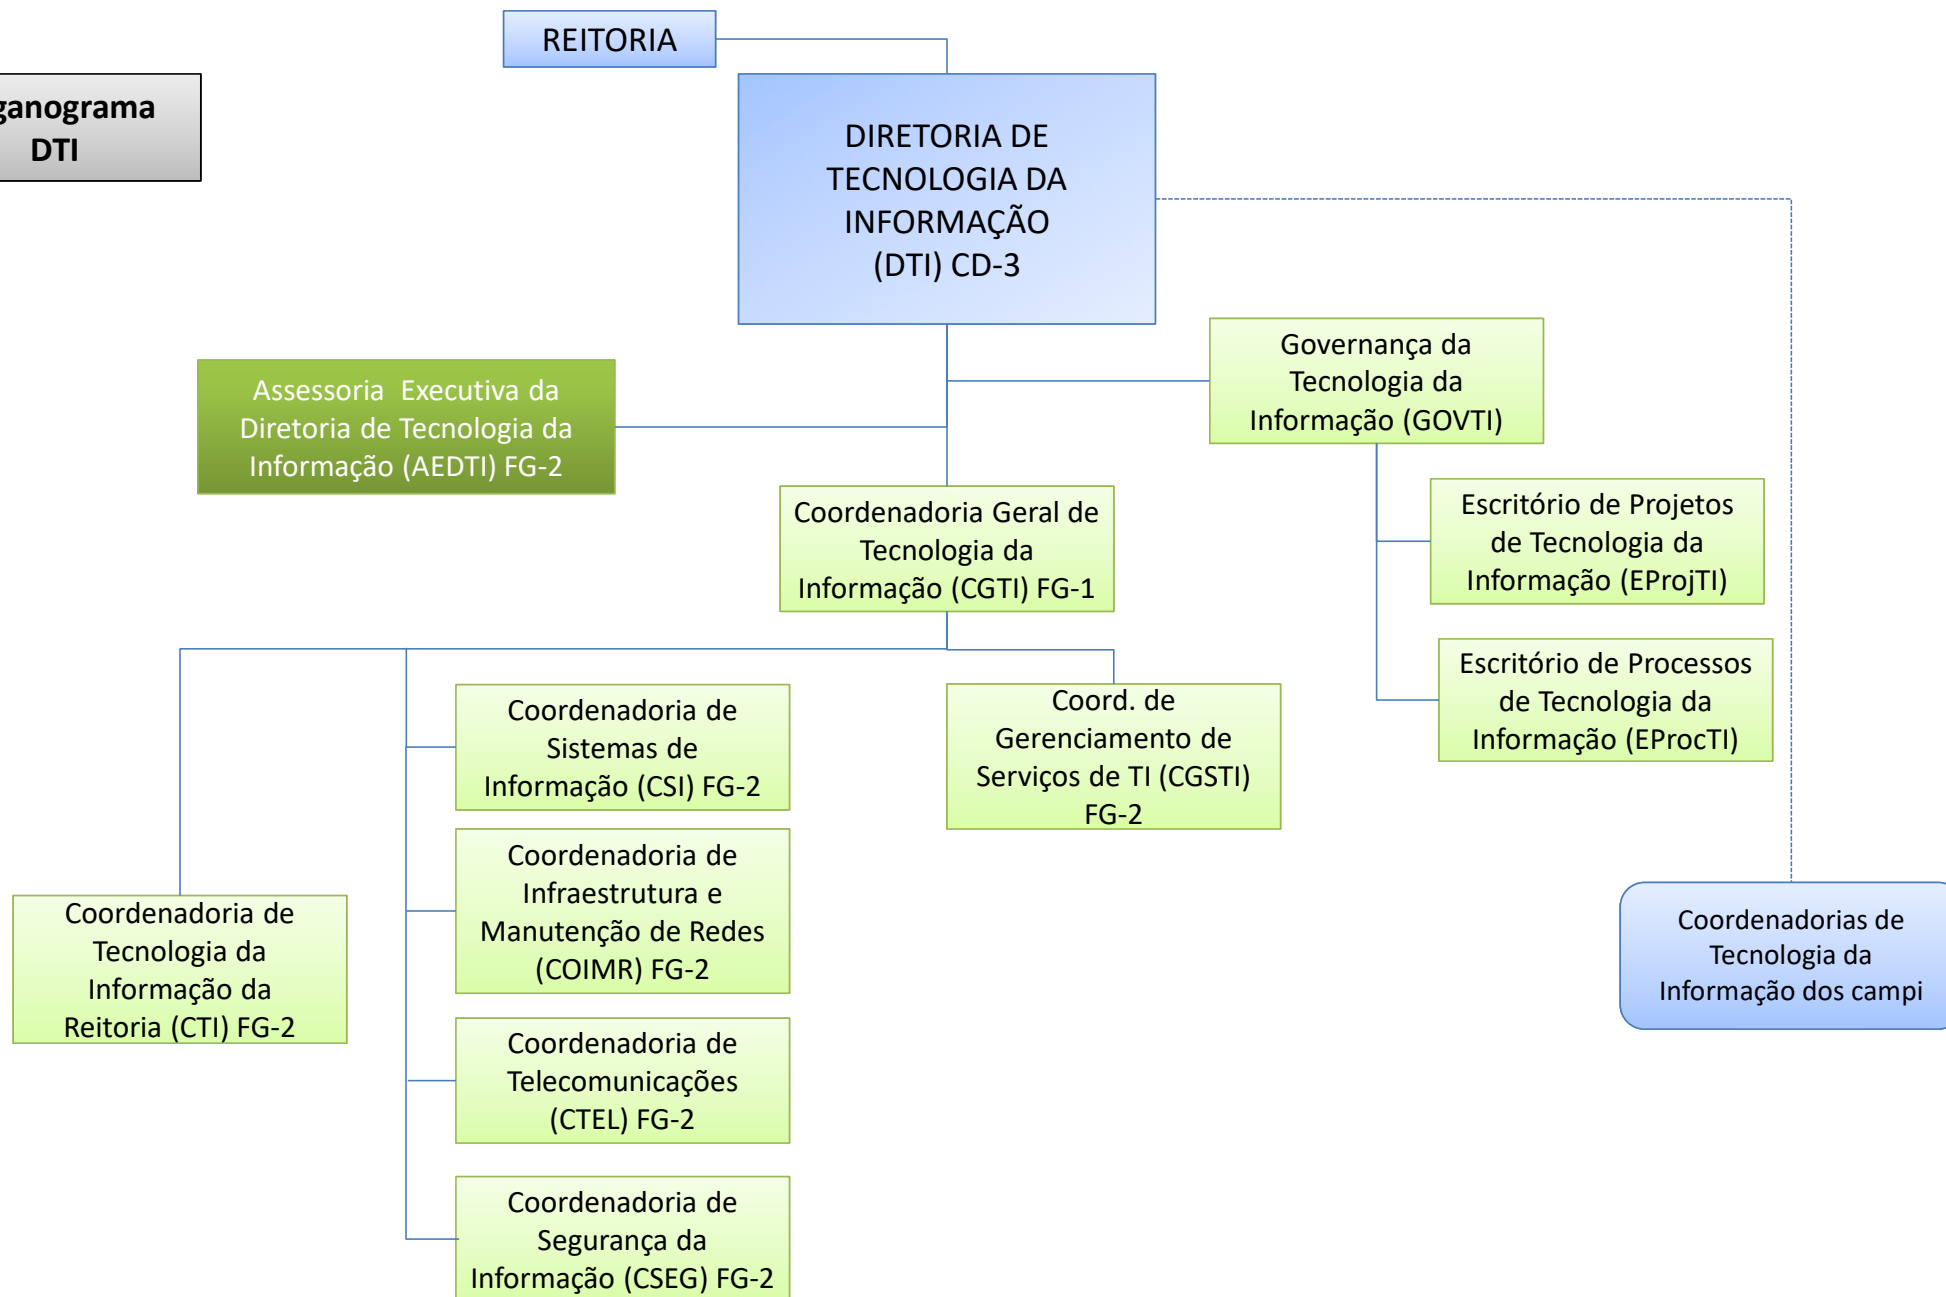 REITORIA
ganograma
DTI
DIRETORIA DE
TECNOLOGIA DA
INFORMAÇÃO
(DTI) CD-3
Governança da
Tecnologia da
Informação (GOVTI)
Assessoria  Executiva da
Diretoria de Tecnologia da
Informação (AEDTI) FG-2
Coordenadoria Geral de
Tecnologia da
Informação (CGTI) FG-1
Escritório de Projetos
de Tecnologia da
Informação (EProjTI)
Escritório de Processos
de Tecnologia da
Informação (EProcTI)
Coordenadoria de
Sistemas de
Informação (CSI) FG-2
Coord. de
Gerenciamento de
Serviços de TI (CGSTI)
FG-2
Coordenadoria de
Infraestrutura e
Manutenção de Redes
(COIMR) FG-2
Coordenadoria de
Tecnologia da
Informação da
Reitoria (CTI) FG-2
Coordenadorias de
Tecnologia da
Informação dos campi
Coordenadoria de
Telecomunicações
(CTEL) FG-2
Coordenadoria de
Segurança da
Informação (CSEG) FG-2